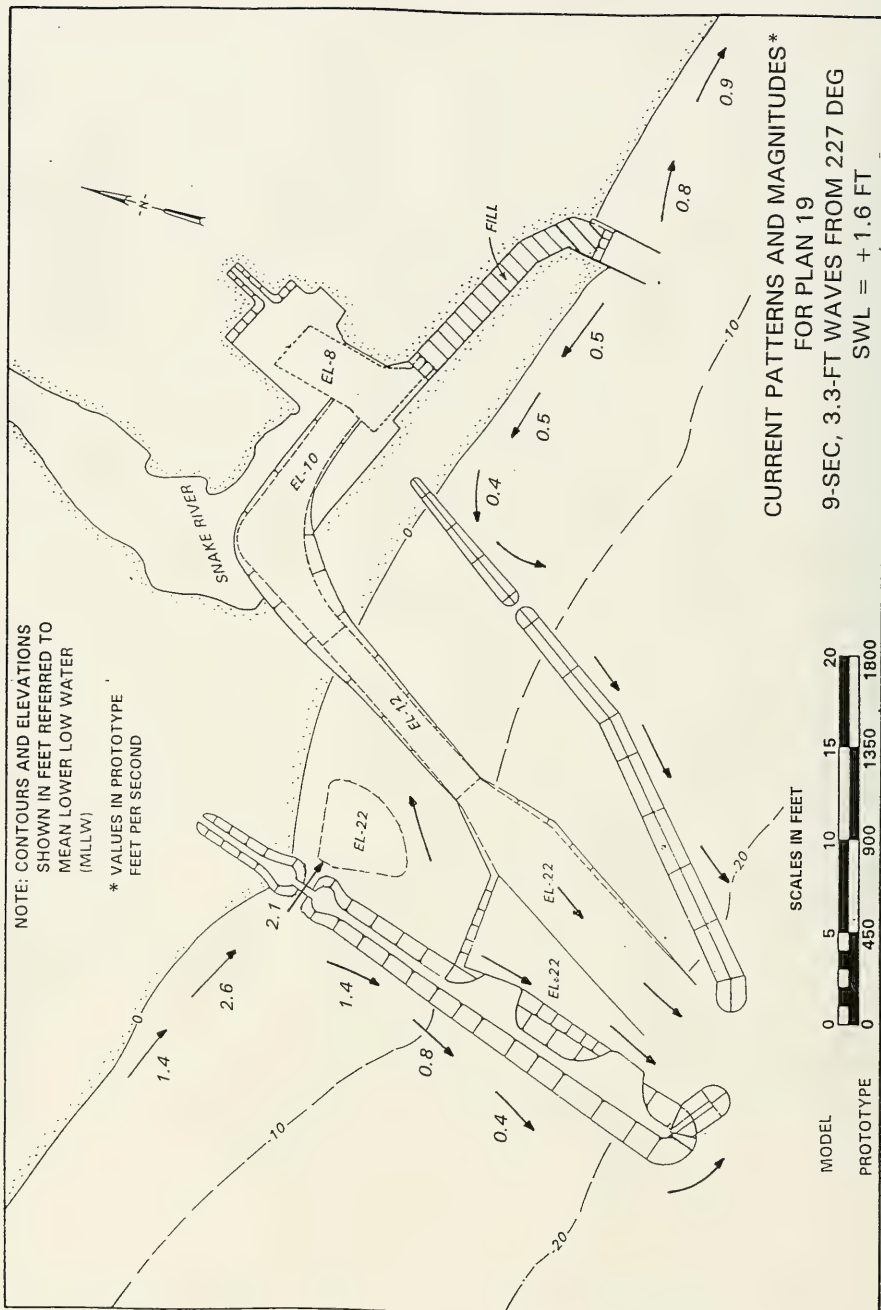 NOTE: CONTOURS AND ELEVATIONS
SHOWN IN FEET REFERRED TO
MEAN LOWER LOW WATER
(MLLW)
* VALUES IN PROTOTYPE
FEET PER SECOND
-N-
SNAKE RIVER
EL-8
EL-10
EL-12
EL-22
EL-22
EL-22
FILL
0
0
-10
-10
-20
-20
1.4
2.6
2.1
1.4
0.8
0.4
0.4
0.5
0.5
0.8
0.9
SCALES IN FEET
MODEL 0 5 10 15 20
PROTOTYPE 0 450 900 1350 1800
CURRENT PATTERNS AND MAGNITUDES*
FOR PLAN 19
9-SEC, 3.3-FT WAVES FROM 227 DEG
SWL = +1.6 FT